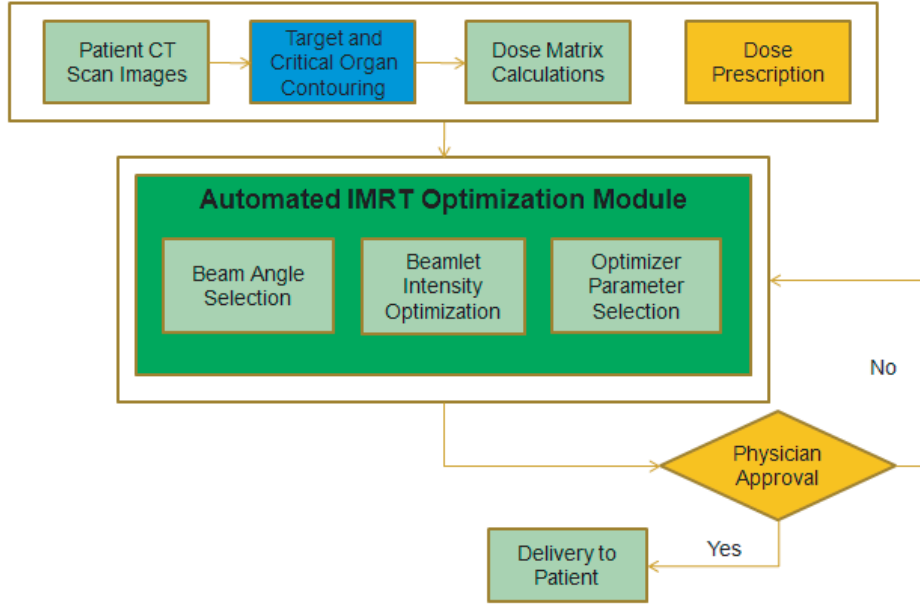 Patient CT
Scan Images
Target and
Critical Organ
Contouring
Dose Matrix
Calculations
Dose
Prescription
Automated IMRT Optimization Module
Beam Angle
Selection
Beamlet
Intensity
Optimization
Optimizer
Parameter
Selection
No
Physician
Approval
Yes
Delivery to
Patient